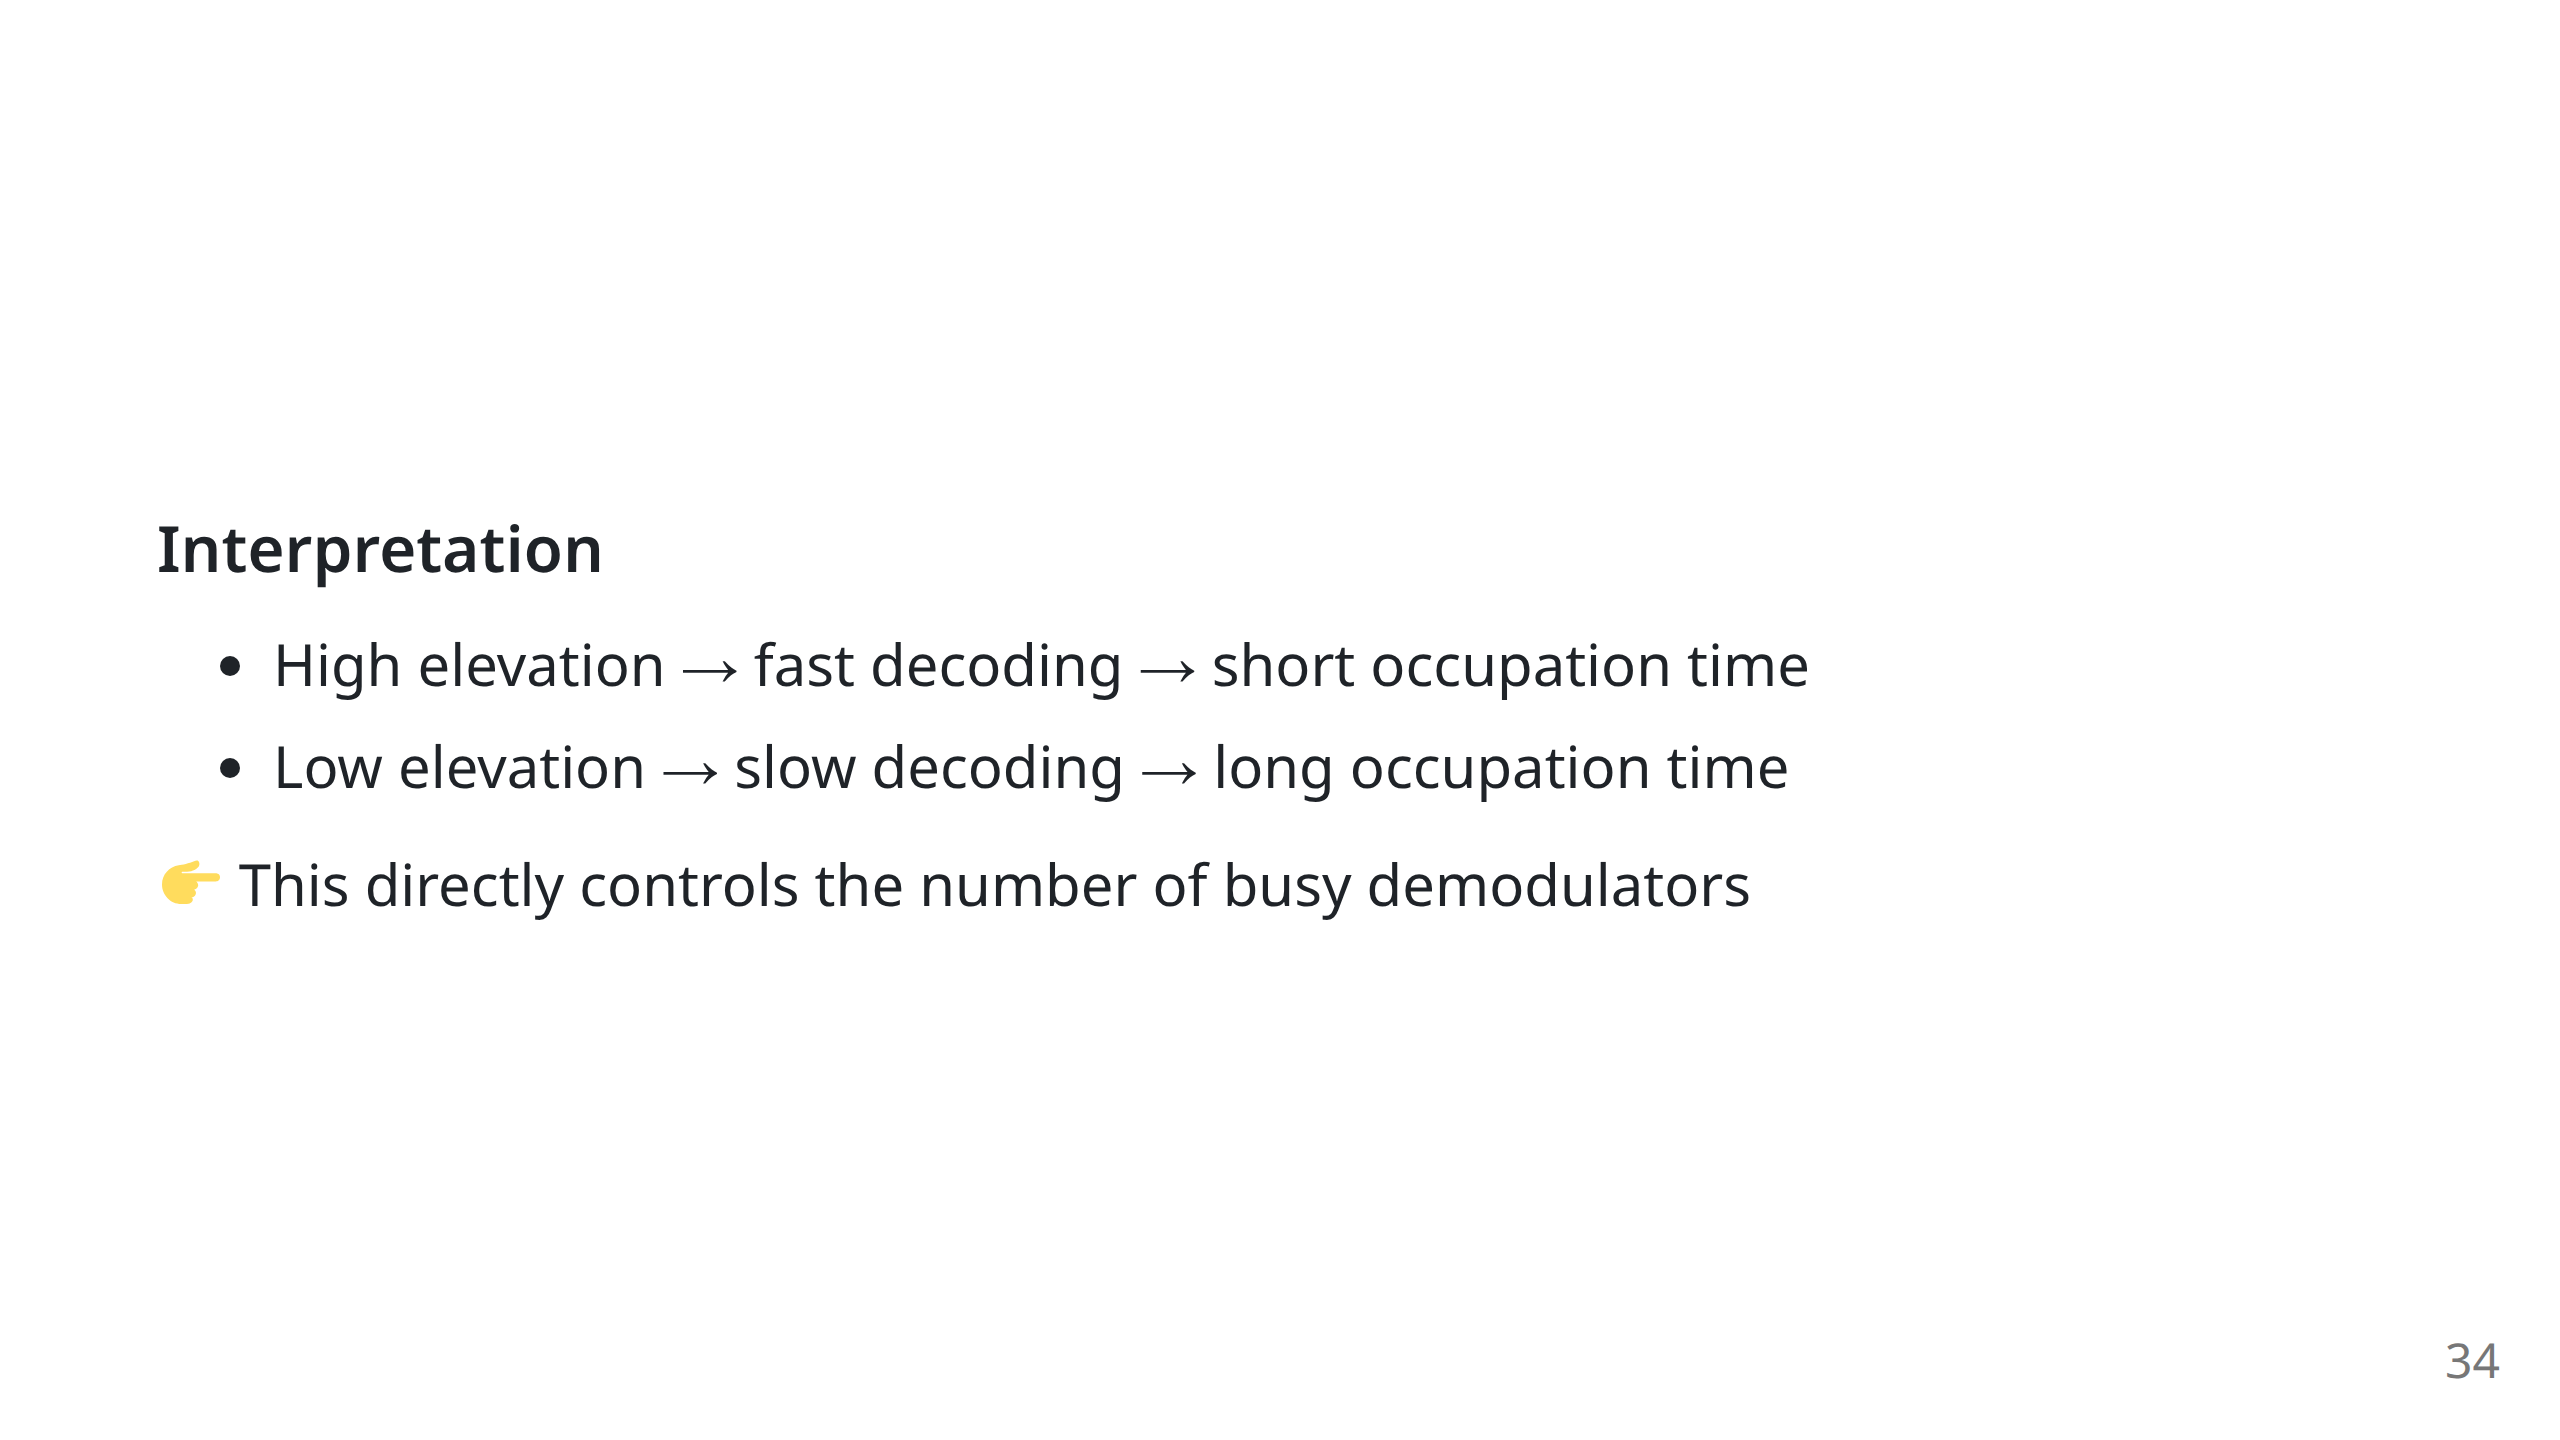 Interpretation
• High elevation → fast decoding → short occupation time
• Low elevation → slow decoding → long occupation time
👉 This directly controls the number of busy demodulators
34